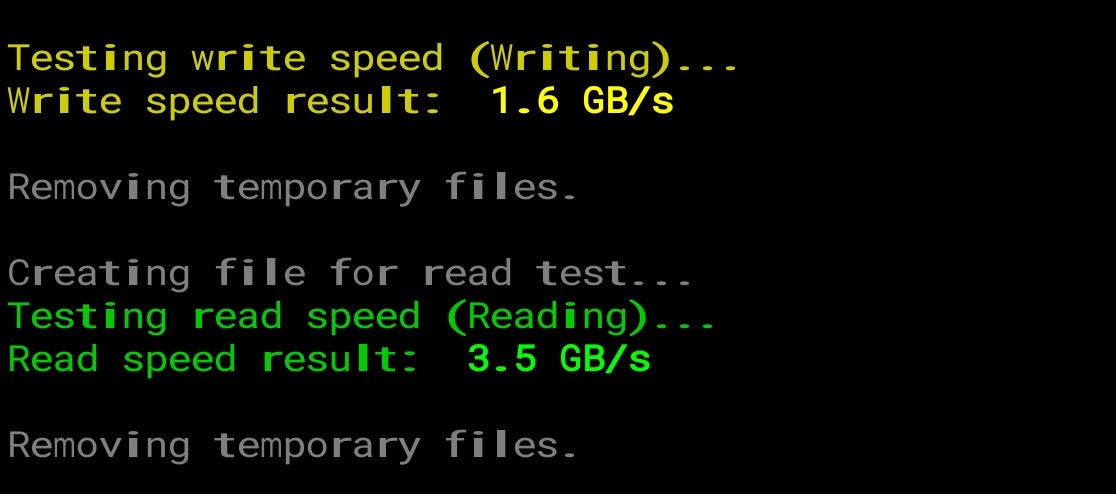 Testing write speed (Writing)...
Write speed result: 1.6 GB/s
Removing temporary files.
Creating file for read test...
Testing read speed (Reading)...
Read speed result: 3.5 GB/s
Removing temporary files.